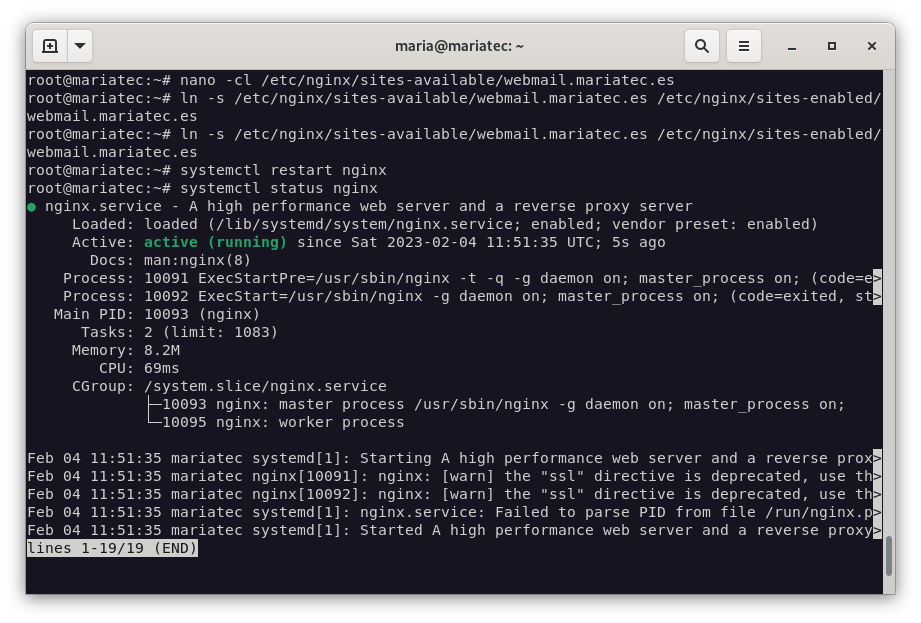 maria@mariatec: ~
root@mariatec:~# nano -cl /etc/nginx/sites-available/webmail.mariatec.es
root@mariatec:~# ln -s /etc/nginx/sites-available/webmail.mariatec.es /etc/nginx/sites-enabled/
webmail.mariatec.es
root@mariatec:~# ln -s /etc/nginx/sites-available/webmail.mariatec.es /etc/nginx/sites-enabled/
webmail.mariatec.es
root@mariatec:~# systemctl restart nginx
root@mariatec:~# systemctl status nginx
● nginx.service - A high performance web server and a reverse proxy server
     Loaded: loaded (/lib/systemd/system/nginx.service; enabled; vendor preset: enabled)
     Active: active (running) since Sat 2023-02-04 11:51:35 UTC; 5s ago
       Docs: man:nginx(8)
    Process: 10091 ExecStartPre=/usr/sbin/nginx -t -q -g daemon on; master_process on; (code=e>
    Process: 10092 ExecStart=/usr/sbin/nginx -g daemon on; master_process on; (code=exited, st>
   Main PID: 10093 (nginx)
      Tasks: 2 (limit: 1083)
     Memory: 8.2M
        CPU: 69ms
     CGroup: /system.slice/nginx.service
             ├─10093 nginx: master process /usr/sbin/nginx -g daemon on; master_process on;
             └─10095 nginx: worker process
Feb 04 11:51:35 mariatec systemd[1]: Starting A high performance web server and a reverse prox>
Feb 04 11:51:35 mariatec nginx[10091]: nginx: [warn] the "ssl" directive is deprecated, use th>
Feb 04 11:51:35 mariatec nginx[10092]: nginx: [warn] the "ssl" directive is deprecated, use th>
Feb 04 11:51:35 mariatec systemd[1]: nginx.service: Failed to parse PID from file /run/nginx.p>
Feb 04 11:51:35 mariatec systemd[1]: Started A high performance web server and a reverse proxy>
lines 1-19/19 (END)